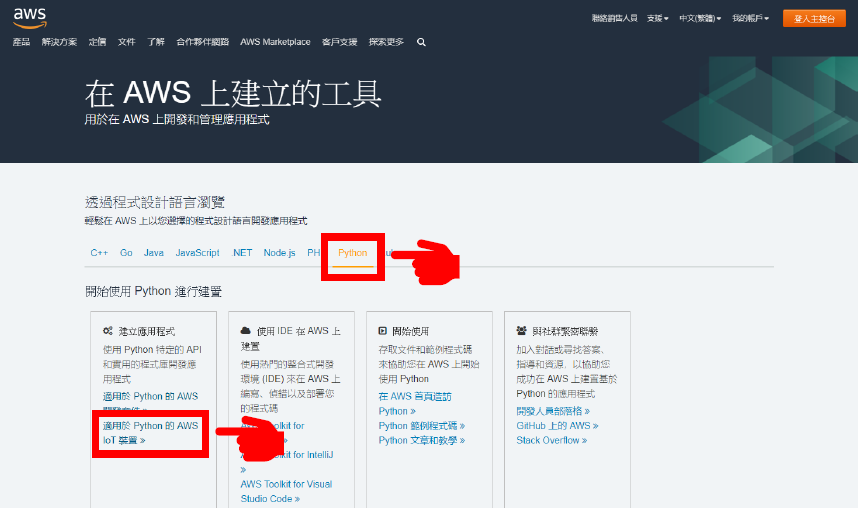 aws
聯絡銷售人員 支援 中文(繁體) 我的帳戶 登入主控台
產品 解決方案 定價 文件 了解 合作夥伴網路 AWS Marketplace 客戶支援 探索更多
在 AWS 上建立的工具
用於在 AWS 上開發和管理應用程式
透過程式設計語言瀏覽
輕鬆在 AWS 上以您選擇的程式設計語言開發應用程式
C++ Go Java JavaScript .NET Node.js PH Python
開始使用 Python 進行建置
建立應用程式
使用 Python 特定的 API
和實用的程式庫開發應
用程式
適用於 Python 的 AWS
適用於 Python 的 AWS
IoT 裝置 »
使用 IDE 在 AWS 上
建置
使用熱門的整合式開發
環境 (IDE) 來在 AWS 上
編寫、偵錯以及部署您
的程式碼
kit for
»
olkit for IntelliJ
»
AWS Toolkit for Visual
Studio Code »
開始使用
存取文件和範例程式碼
來協助您在 AWS 上開始
使用 Python
在 AWS 首頁造訪
Python »
Python 範例程式碼 »
Python 文章和教學 »
與社群緊密聯繫
加入對話或尋找答案、
指導和資源，以協助您
成功在 AWS 上建置基於
Python 的應用程式
開發人員部落格 »
GitHub 上的 AWS »
Stack Overflow »